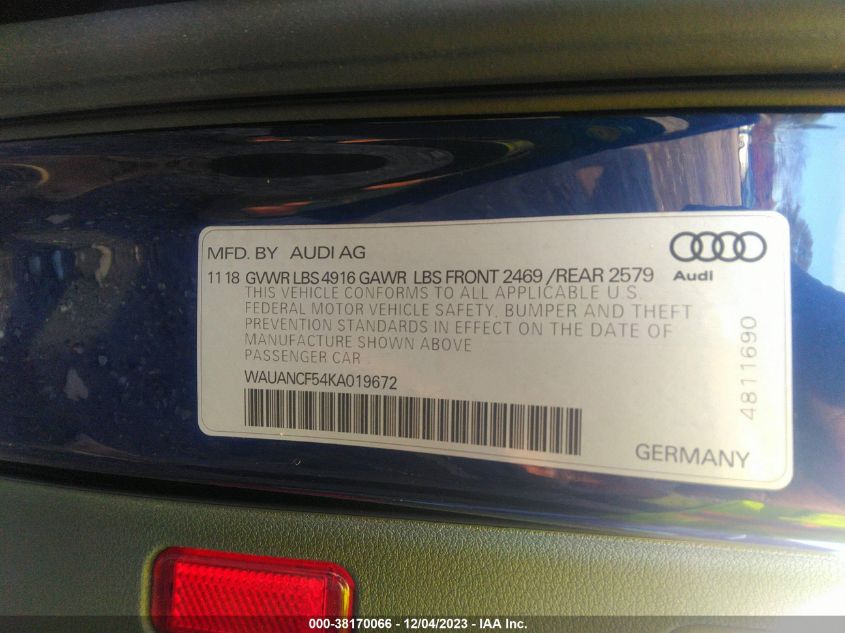 MFD. BY AUDI AG
11 18 GVWR LBS 4916 GAWR LBS FRONT 2469 /REAR 2579
Audi
THIS VEHICLE CONFORMS TO ALL APPLICABLE U.S.
FEDERAL MOTOR VEHICLE SAFETY, BUMPER AND THEFT
PREVENTION STANDARDS IN EFFECT ON THE DATE OF
MANUFACTURE SHOWN ABOVE
PASSENGER CAR
WAUANCF54KA019672
4811690
GERMANY
000-38170066 - 12/04/2023 - IAA Inc.